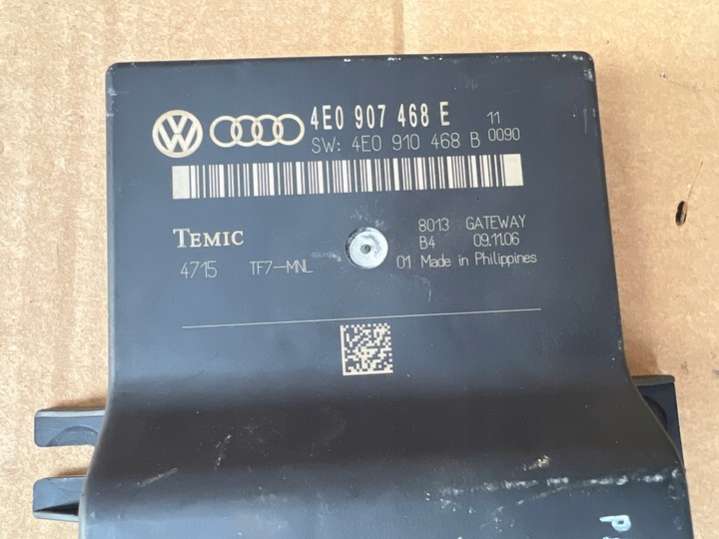 4E0 907 468 E 11
SW: 4E0 910 468 B 0090
TEMIC 8013 GATEWAY
B4 09.11.06
4715 TF7-MNL 01 Made in Philippines